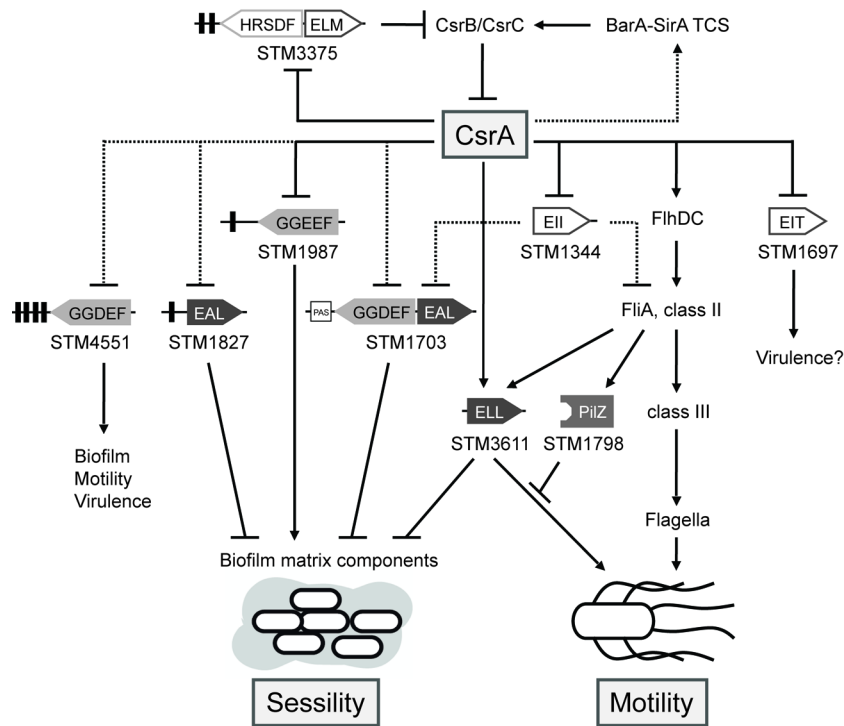 HRSDF ELM CsrB/CsrC BarA-SirA TCS
STM3375
CsrA
GGEEF EII FlhDC EIT
STM1987 STM1344 STM1697
GGDEF EAL PAS GGDEF EAL FliA, class II
STM4551 STM1827 STM1703 Virulence?
ELL PilZ class III
STM3611 STM1798
Biofilm
Motility
Virulence
Flagella
Biofilm matrix components
Sessility Motility